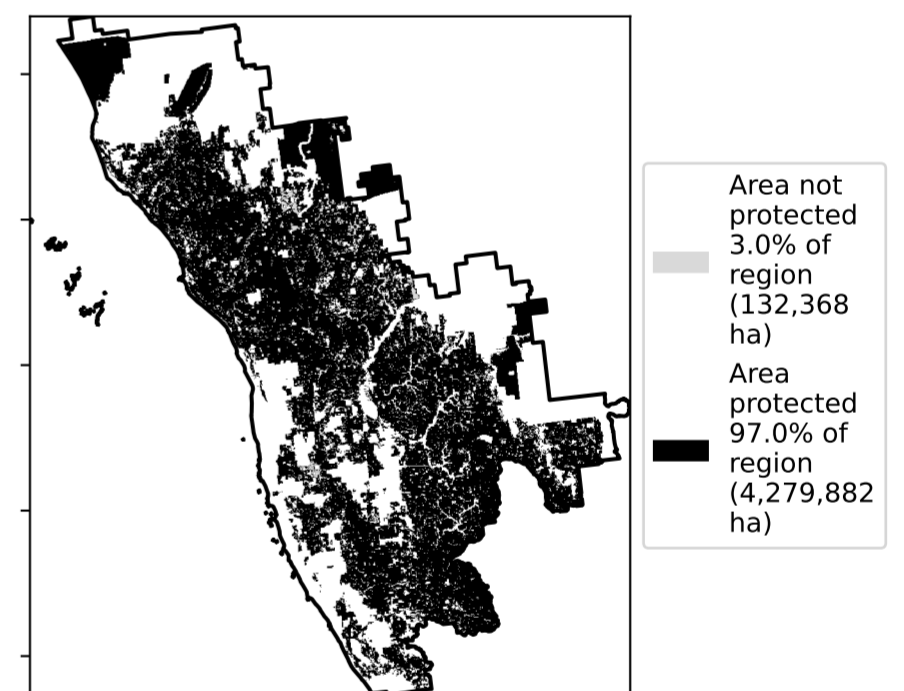 Area not
protected
3.0% of
region
(132,368
ha)
Area
protected
97.0% of
region
(4,279,882
ha)